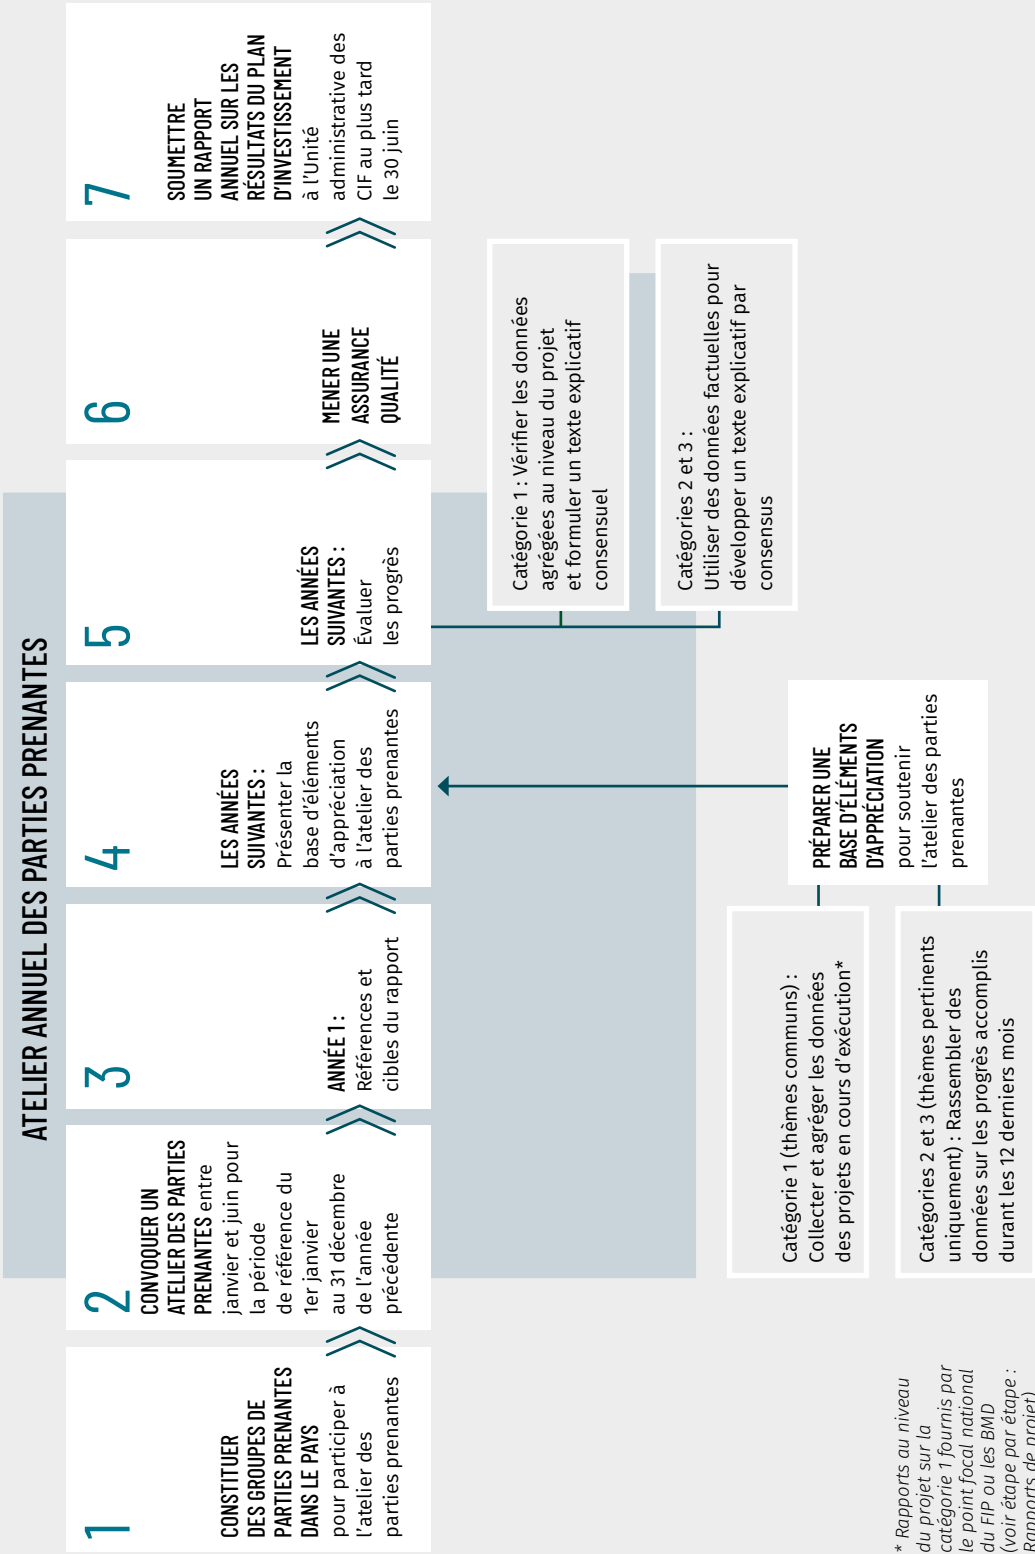 ATELIER ANNUEL DES PARTIES PRENANTES
1
CONSTITUER
DES GROUPES DE
PARTIES PRENANTES
DANS LE PAYS
pour participer à
l'atelier des
parties prenantes
2
CONVOQUER UN
ATELIER DES PARTIES
PRENANTES entre
janvier et juin pour
la période
de référence du
1er janvier
au 31 décembre
de l'année
précédente
3
ANNÉE 1 :
Références et
cibles du rapport
4
LES ANNÉES
SUIVANTES :
Présenter la
base d'éléments
d'appréciation
à l'atelier des
parties prenantes
5
LES ANNÉES
SUIVANTES :
Évaluer
les progrès
6
MENER UNE
ASSURANCE
QUALITÉ
7
SOUMETTRE
UN RAPPORT
ANNUEL SUR LES
RÉSULTATS DU PLAN
D'INVESTISSEMENT
à l'Unité
administrative des
CIF au plus tard
le 30 juin
Catégorie 1 : Vérifier les données
agrégées au niveau du projet
et formuler un texte explicatif
consensuel
Catégories 2 et 3 :
Utiliser des données factuelles pour
développer un texte explicatif par
consensus
PRÉPARER UNE
BASE D'ÉLÉMENTS
D'APPRÉCIATION
pour soutenir
l'atelier des parties
prenantes
Catégorie 1 (thèmes communs) :
Collecter et agréger les données
des projets en cours d'exécution*
Catégories 2 et 3 (thèmes pertinents
uniquement) : Rassembler des
données sur les progrès accomplis
durant les 12 derniers mois
* Rapports au niveau
du projet sur la
catégorie 1 fournis par
le point focal national
du FIP ou les BMD
(voir étape par étape :
Rapports de projet)